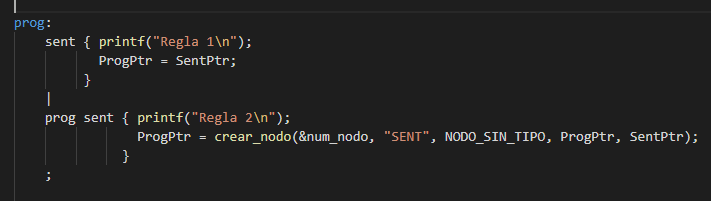 prog:
sent { printf("Regla 1\n");
ProgPtr = SentPtr;
}
|
prog sent { printf("Regla 2\n");
ProgPtr = crear_nodo(&num_nodo, "SENT", NODO_SIN_TIPO, ProgPtr, SentPtr);
}
;